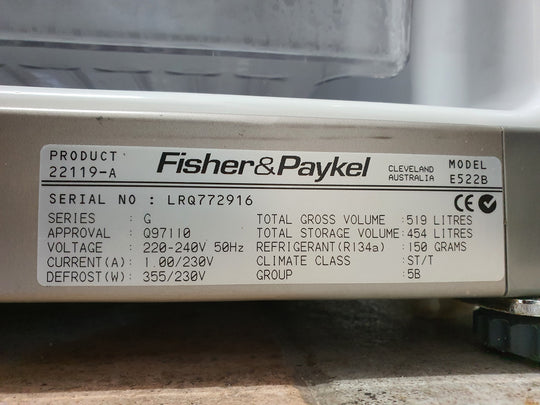 PRODUCT
22119-A
Fisher&Paykel
CLEVELAND
AUSTRALIA
MODEL
E522B
SERIAL NO : LRQ772916
CE
SERIES : G
APPROVAL : Q97110
VOLTAGE : 220-240V 50Hz
CURRENT(A): 1.00/230V
DEFROST(W): 355/230V
TOTAL GROSS VOLUME :519 LITRES
TOTAL STORAGE VOLUME:454 LITRES
REFRIGERANT(R134a) :150 GRAMS
CLIMATE CLASS :ST/T
GROUP :5B